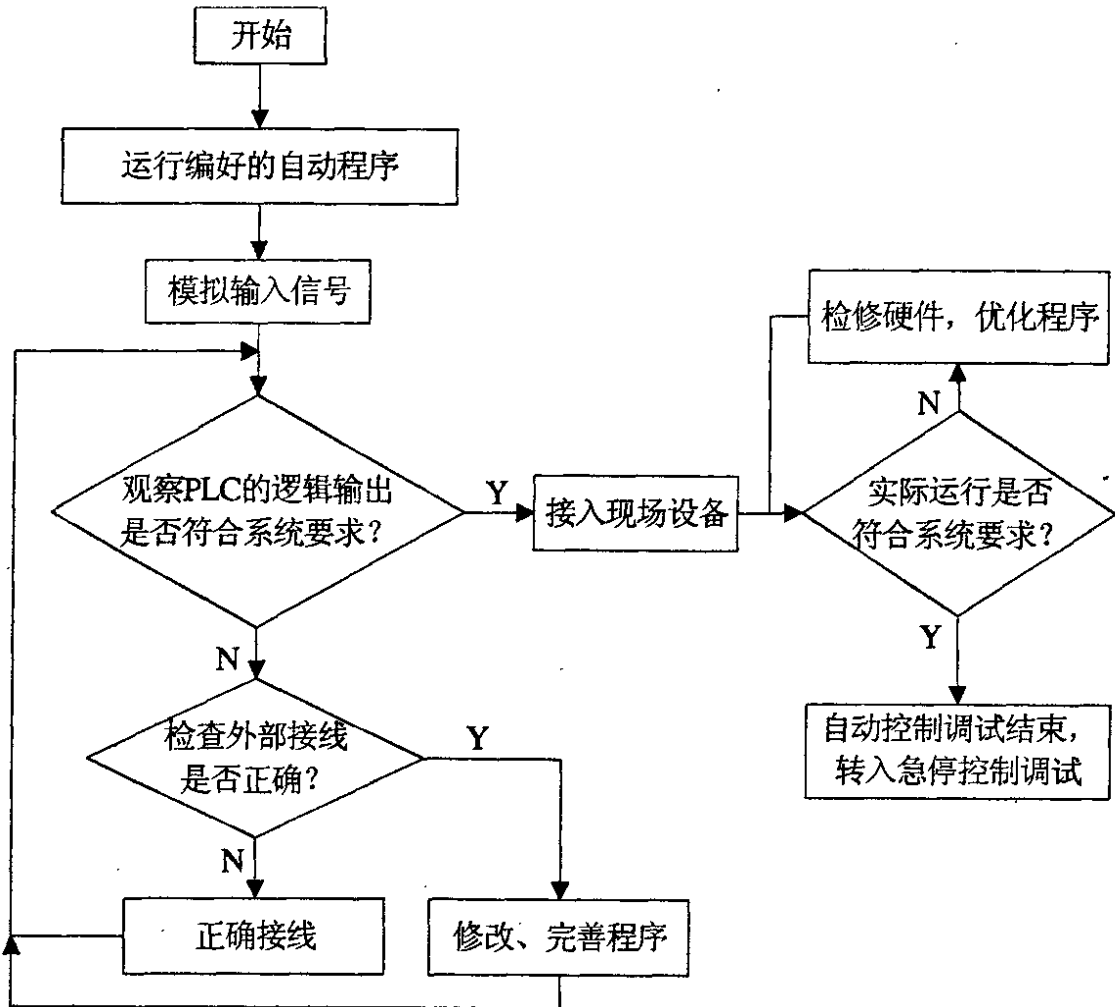 开始
运行编好的自动程序
模拟输入信号
检修硬件，优化程序
N
观察PLC的逻辑输出
是否符合系统要求？
Y
接入现场设备
实际运行是否
符合系统要求？
N
Y
检查外部接线
是否正确？
Y
自动控制调试结束，
转入急停控制调试
N
正确接线
修改、完善程序